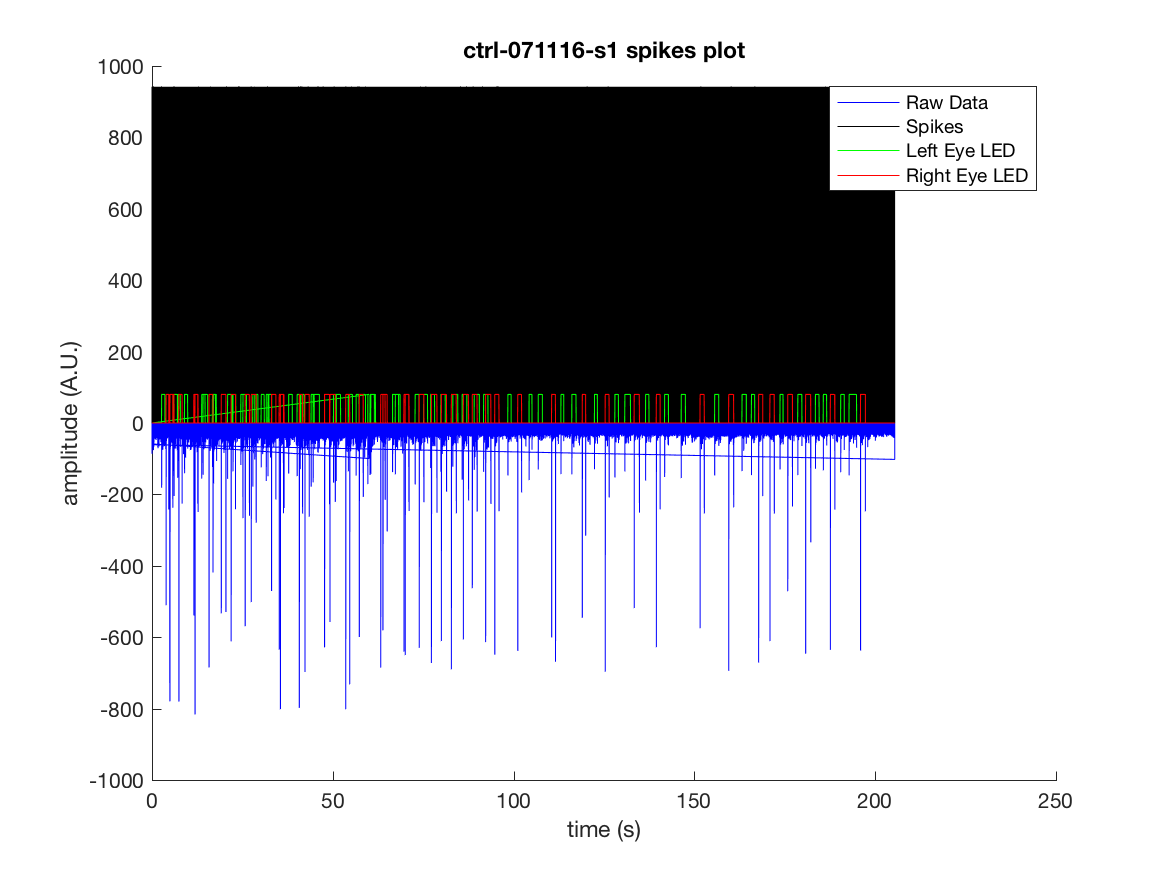 ctrl-071116-s1 spikes plot
1000
800
600
400
200
0
-200
-400
-600
-800
-1000
amplitude (A.U.)
Raw Data
Spikes
Left Eye LED
Right Eye LED
0 50 100 150 200 250
time (s)